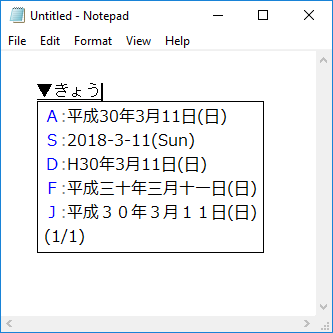 Untitled - Notepad
File Edit Format View Help
▼きょう
A:平成30年3月11日(日)
S:2018-3-11(Sun)
D:H30年3月11日(日)
F:平成三十年三月十一日(日)
J:平成３０年３月１１日(日)
(1/1)